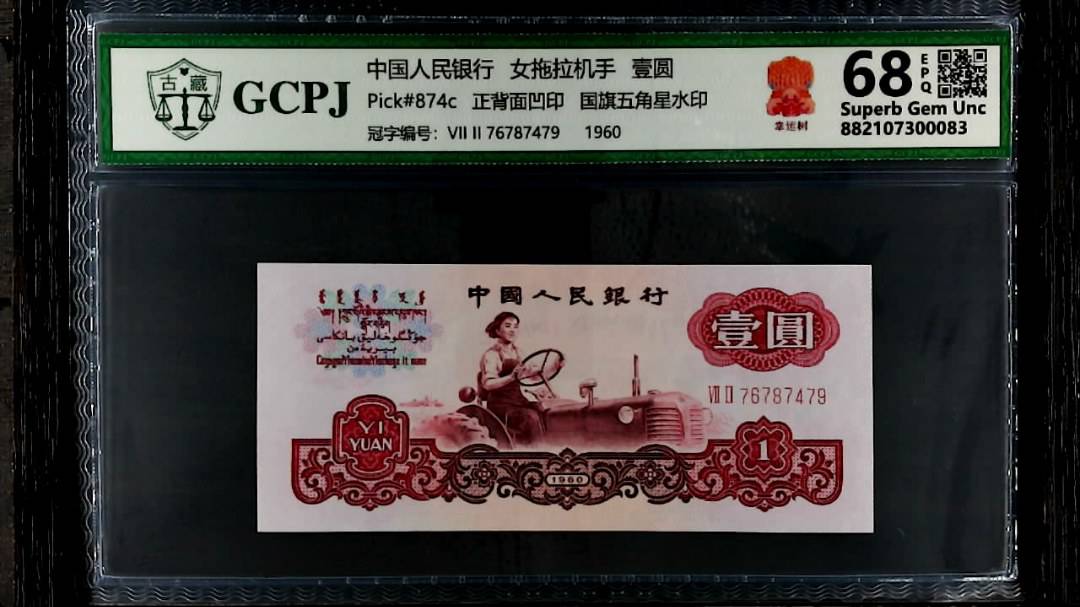 古 藏
GCPJ
中国人民银行 女拖拉机手 壹圆
Pick#874c 正背面凹印 国旗五角星水印
冠字编号: VII II 76787479 1960
幸运树
68 EPQ
Superb Gem Unc
882107300083
中國人民銀行
壹圓
VII II 76787479
YI
YUAN
1960
1